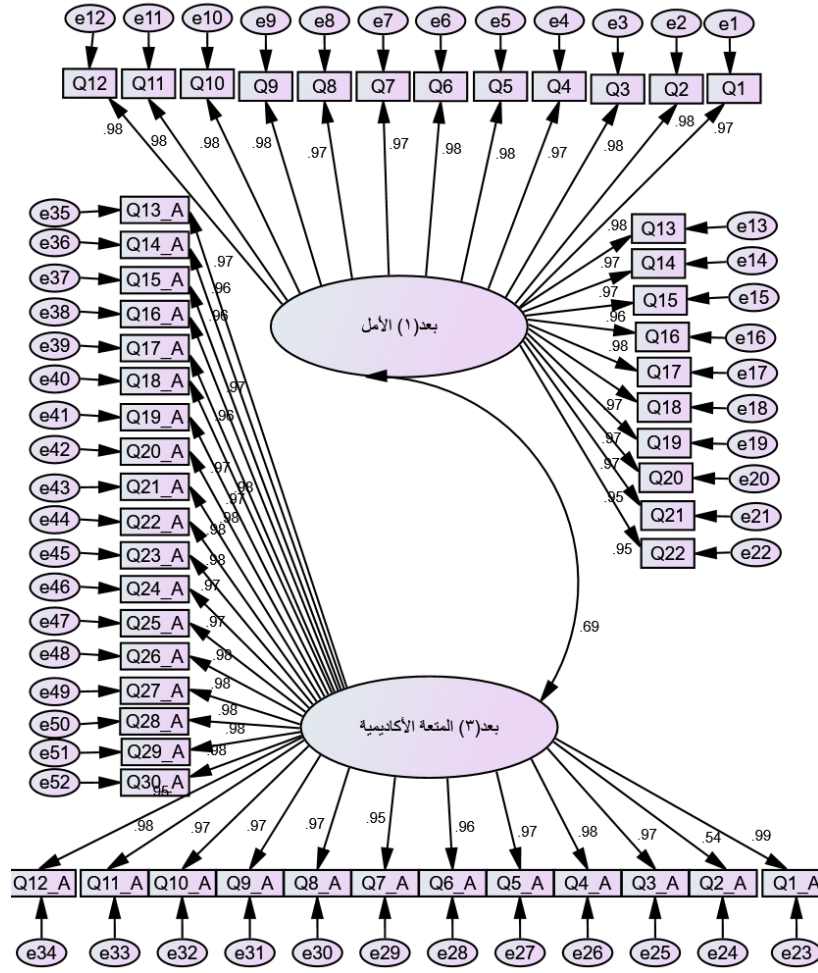 e12 e11 e10 e9 e8 e7 e6 e5 e4 e3 e2 e1
Q12 Q11 Q10 Q9 Q8 Q7 Q6 Q5 Q4 Q3 Q2 Q1
.98 .98 .98 .98 .97 .97 .98 .98 .97 .98 .98 .97
e35 Q13_A
e36 Q14_A
e37 Q15_A
e38 Q16_A
e39 Q17_A
e40 Q18_A
e41 Q19_A
e42 Q20_A
e43 Q21_A
e44 Q22_A
e45 Q23_A
e46 Q24_A
e47 Q25_A
e48 Q26_A
e49 Q27_A
e50 Q28_A
e51 Q29_A
e52 Q30_A
.97
.96
.96
.97
.96
.97
.98
.97
.98
.98
.98
.97
.97
.98
.98
.98
.98
.98
.95
بعد(١) الأمل
.98 Q13 e13
.97 Q14 e14
.97 Q15 e15
.96 Q16 e16
.98 Q17 e17
Q18 e18
.97 Q19 e19
.97 Q20 e20
.97 Q21 e21
.95 Q22 e22
.95
.69
بعد(٣) المتعة الأكاديمية
.98 .97 .97 .97 .95 .96 .97 .98 .97 .54 .99
Q12_A Q11_A Q10_A Q9_A Q8_A Q7_A Q6_A Q5_A Q4_A Q3_A Q2_A Q1_A
e34 e33 e32 e31 e30 e29 e28 e27 e26 e25 e24 e23